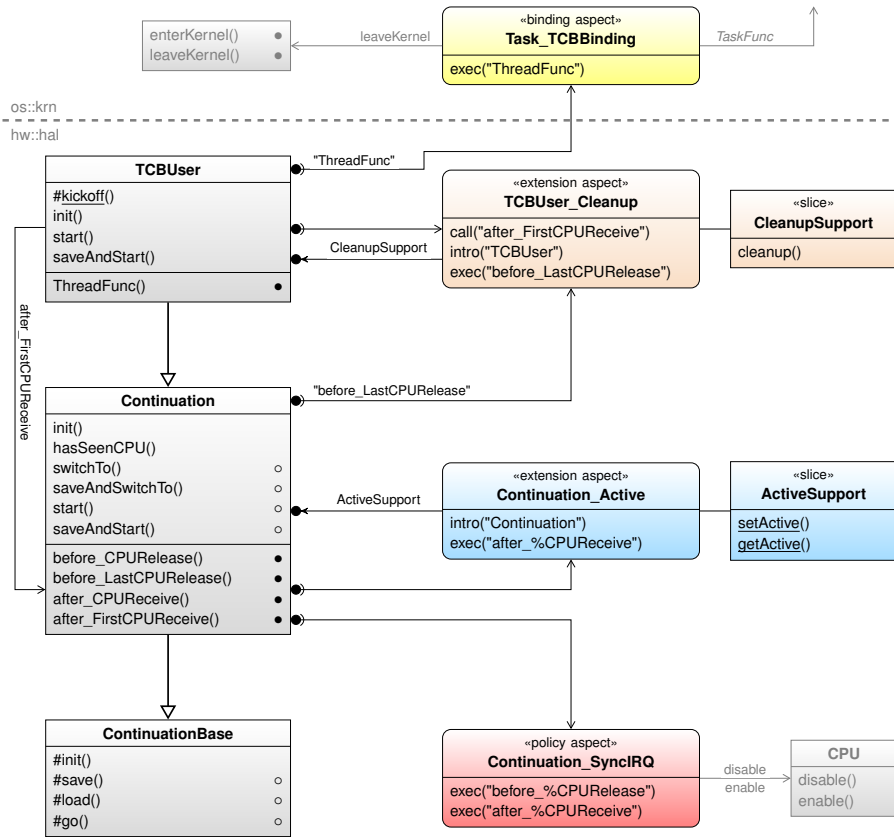 «binding aspect»
Task_TCBBinding
exec("ThreadFunc")
enterKernel()
leaveKernel()
leaveKernel
TaskFunc
os::krn
hw::hal
TCBUser
#kickoff()
init()
start()
saveAndStart()
ThreadFunc()
"ThreadFunc"
«extension aspect»
TCBUser_Cleanup
call("after_FirstCPUReceive")
intro("TCBUser")
exec("before_LastCPURelease")
«slice»
CleanupSupport
cleanup()
CleanupSupport
after_FirstCPUReceive
Continuation
init()
hasSeenCPU()
switchTo()
saveAndSwitchTo()
start()
saveAndStart()
before_CPURelease()
before_LastCPURelease()
after_CPUReceive()
after_FirstCPUReceive()
"before_LastCPURelease"
ActiveSupport
«extension aspect»
Continuation_Active
intro("Continuation")
exec("after_%CPUReceive")
«slice»
ActiveSupport
setActive()
getActive()
ContinuationBase
#init()
#save()
#load()
#go()
«policy aspect»
Continuation_SyncIRQ
exec("before_%CPURelease")
exec("after_%CPUReceive")
disable
enable
CPU
disable()
enable()